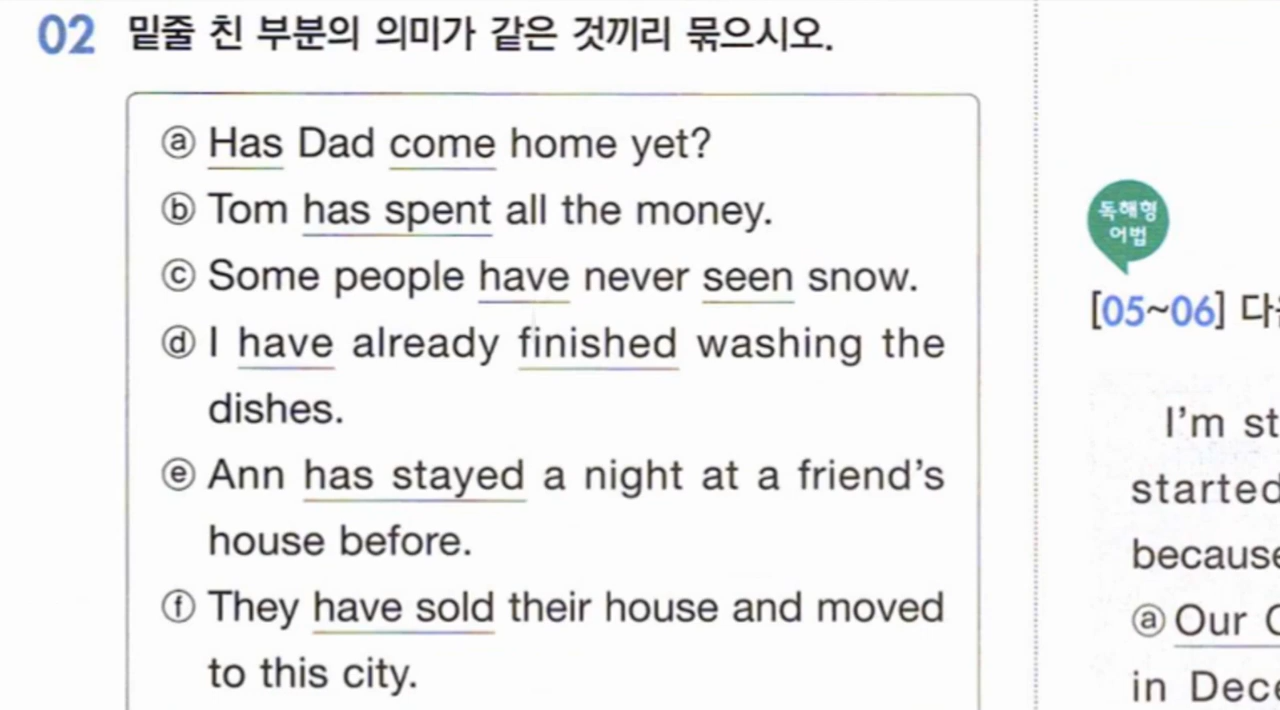 02 밑줄 친 부분의 의미가 같은 것끼리 묶으시오.
ⓐ Has Dad come home yet?
ⓑ Tom has spent all the money.
ⓒ Some people have never seen snow.
ⓓ I have already finished washing the
dishes.
ⓔ Ann has stayed a night at a friend's
house before.
ⓕ They have sold their house and moved
to this city.
독해형
어법
[05~06]
I'm
started
because
ⓐ Our
in